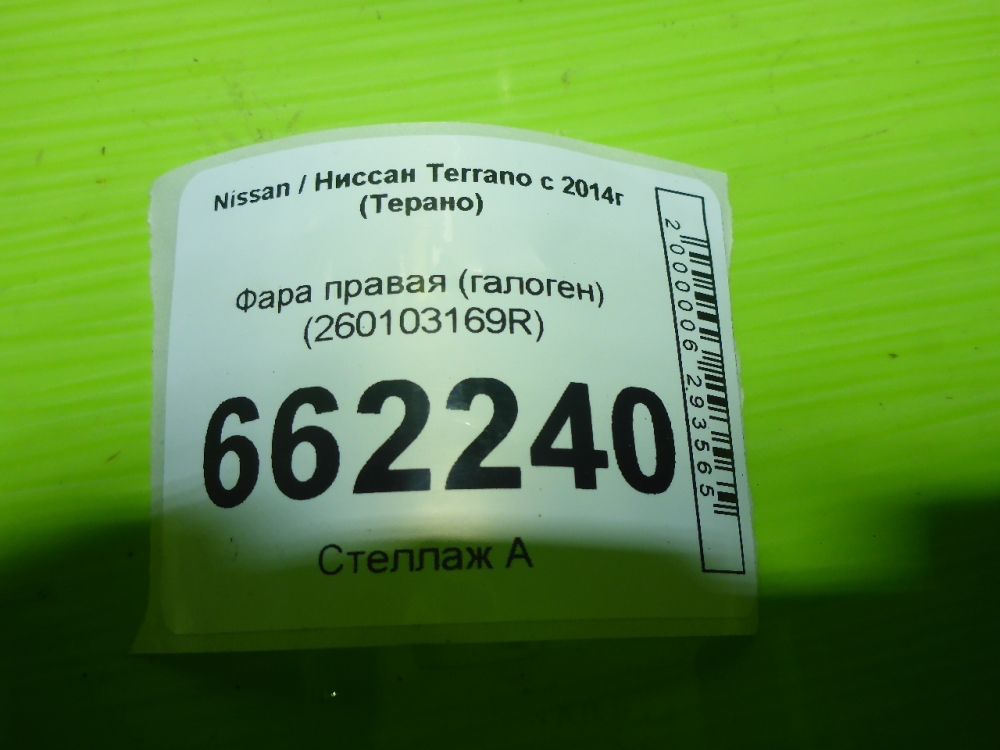 Nissan / Ниссан Terrano с 2014г
(Терано)
Фара правая (галоген)
(260103169R)
662240
Стеллаж А
2000006293565